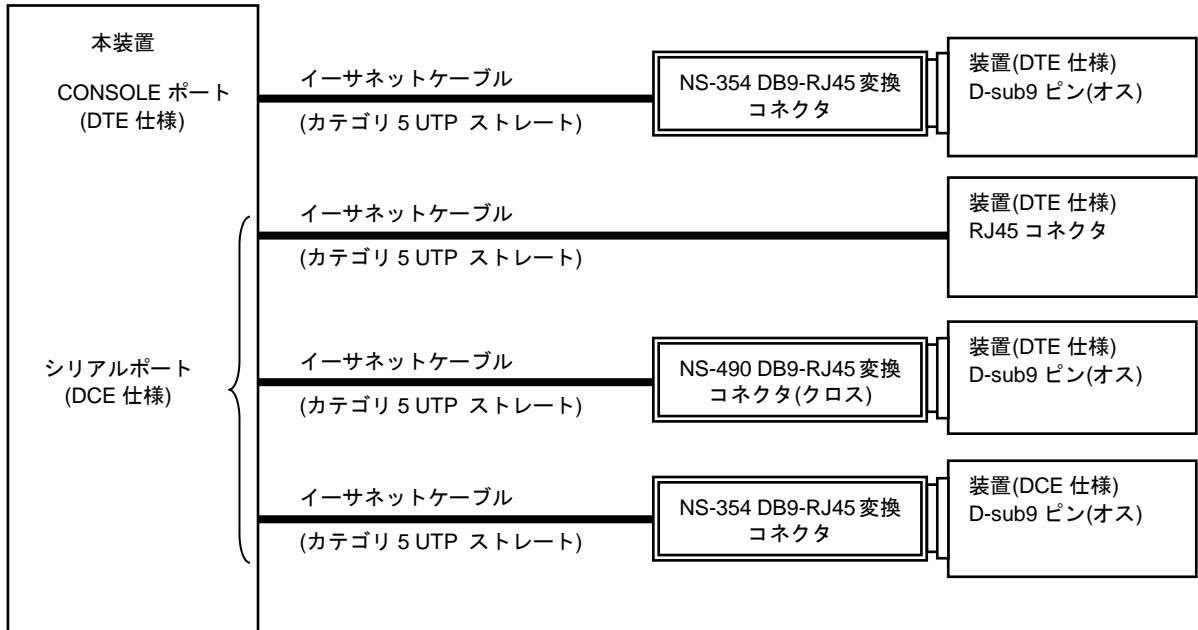 本装置
CONSOLE ポート
(DTE 仕様)
イーサネットケーブル
(カテゴリ 5 UTP ストレート)
NS-354 DB9-RJ45 変換
コネクタ
装置(DTE 仕様)
D-sub9 ピン(オス)
イーサネットケーブル
(カテゴリ 5 UTP ストレート)
装置(DTE 仕様)
RJ45 コネクタ
シリアルポート
(DCE 仕様)
イーサネットケーブル
(カテゴリ 5 UTP ストレート)
NS-490 DB9-RJ45 変換
コネクタ(クロス)
装置(DTE 仕様)
D-sub9 ピン(オス)
イーサネットケーブル
(カテゴリ 5 UTP ストレート)
NS-354 DB9-RJ45 変換
コネクタ
装置(DCE 仕様)
D-sub9 ピン(オス)